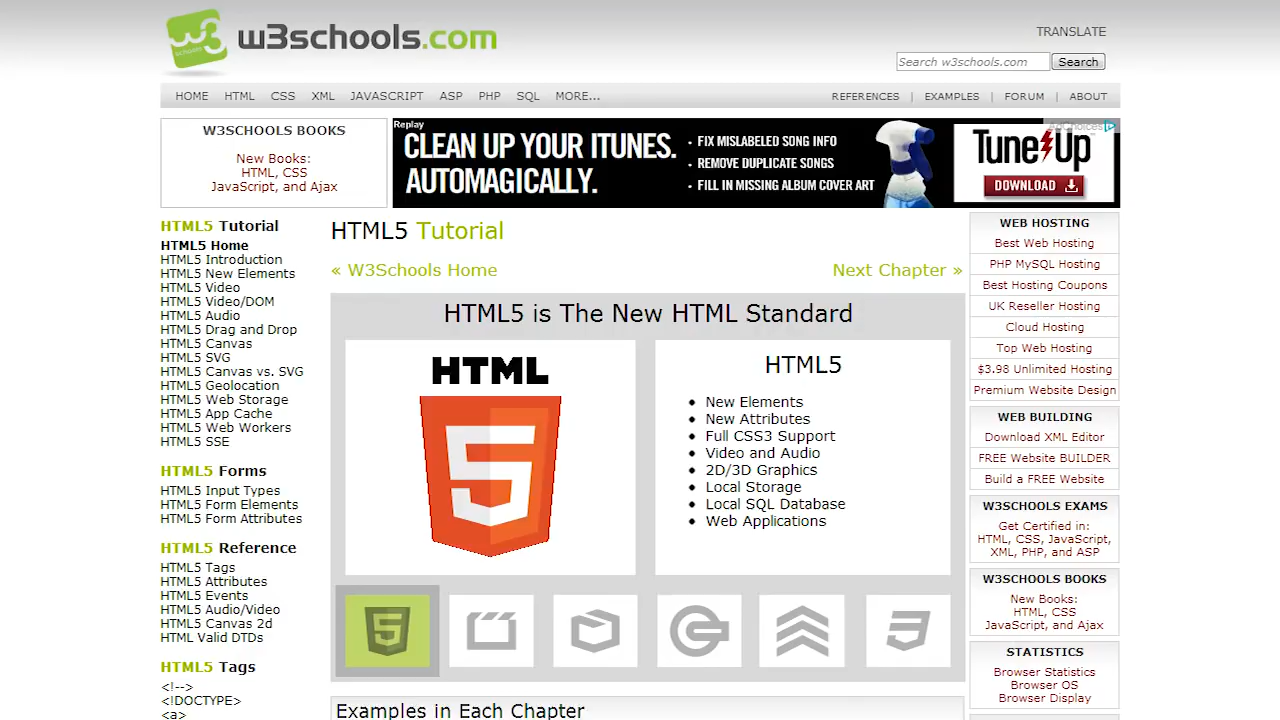 w3schools.com
TRANSLATE
Search w3schools.com
Search
HOME HTML CSS XML JAVASCRIPT ASP PHP SQL MORE...
REFERENCES | EXAMPLES | FORUM | ABOUT
W3SCHOOLS BOOKS
New Books:
HTML, CSS
JavaScript, and Ajax
Replay
CLEAN UP YOUR ITUNES.
AUTOMAGICALLY.
• FIX MISLABELED SONG INFO
• REMOVE DUPLICATE SONGS
• FILL IN MISSING ALBUM COVER ART
AdChoices
TuneUp
DOWNLOAD
HTML5 Tutorial
HTML5 Home
HTML5 Introduction
HTML5 New Elements
HTML5 Video
HTML5 Video/DOM
HTML5 Audio
HTML5 Drag and Drop
HTML5 Canvas
HTML5 SVG
HTML5 Canvas vs. SVG
HTML5 Geolocation
HTML5 Web Storage
HTML5 App Cache
HTML5 Web Workers
HTML5 SSE
HTML5 Forms
HTML5 Input Types
HTML5 Form Elements
HTML5 Form Attributes
HTML5 Reference
HTML5 Tags
HTML5 Attributes
HTML5 Events
HTML5 Audio/Video
HTML5 Canvas 2d
HTML Valid DTDs
HTML5 Tags
<!-->
<!DOCTYPE>
<a>
HTML5 Tutorial
« W3Schools Home
Next Chapter »
HTML5 is The New HTML Standard
HTML
5
HTML5
• New Elements
• New Attributes
• Full CSS3 Support
• Video and Audio
• 2D/3D Graphics
• Local Storage
• Local SQL Database
• Web Applications
Examples in Each Chapter
WEB HOSTING
Best Web Hosting
PHP MySQL Hosting
Best Hosting Coupons
UK Reseller Hosting
Cloud Hosting
Top Web Hosting
$3.98 Unlimited Hosting
Premium Website Design
WEB BUILDING
Download XML Editor
FREE Website BUILDER
Build a FREE Website
W3SCHOOLS EXAMS
Get Certified in:
HTML, CSS, JavaScript,
XML, PHP, and ASP
W3SCHOOLS BOOKS
New Books:
HTML, CSS
JavaScript, and Ajax
STATISTICS
Browser Statistics
Browser OS
Browser Display